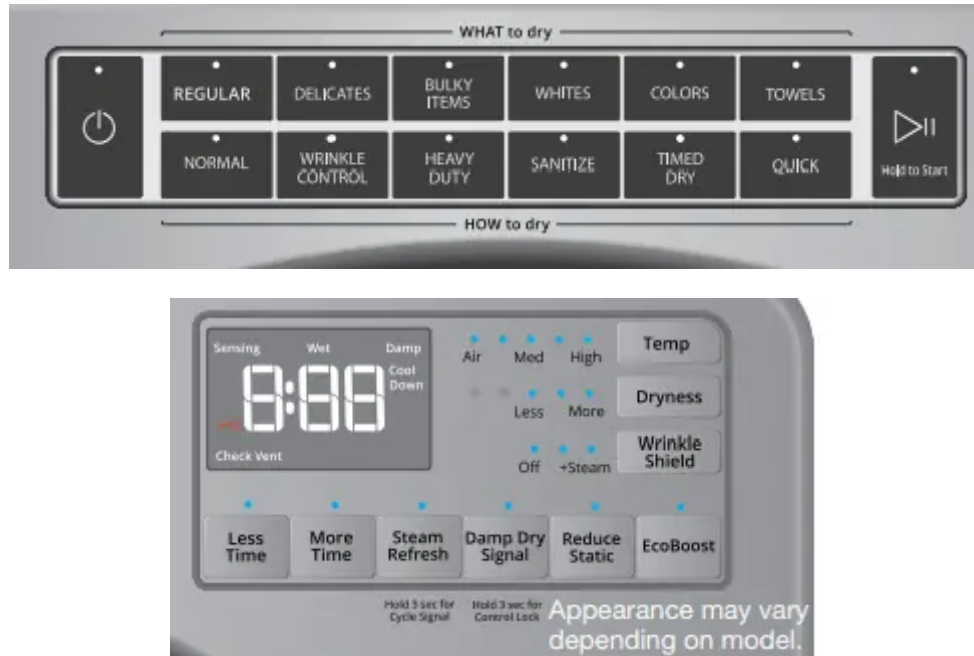 WHAT to dry
REGULAR
DELICATES
BULKY
ITEMS
WHITES
COLORS
TOWELS
NORMAL
WRINKLE
CONTROL
HEAVY
DUTY
SANITIZE
TIMED
DRY
QUICK
Hold to Start
HOW to dry
Sensing Wet Damp
Cool
Down
8:88
Check Vent
Air Med High
Temp
Less More
Dryness
Off +Steam
Wrinkle
Shield
Less
Time
More
Time
Steam
Refresh
Damp Dry
Signal
Reduce
Static
EcoBoost
Hold 3 sec for
Cycle Signal
Hold 3 sec for
Control Lock
Appearance may vary
depending on model.